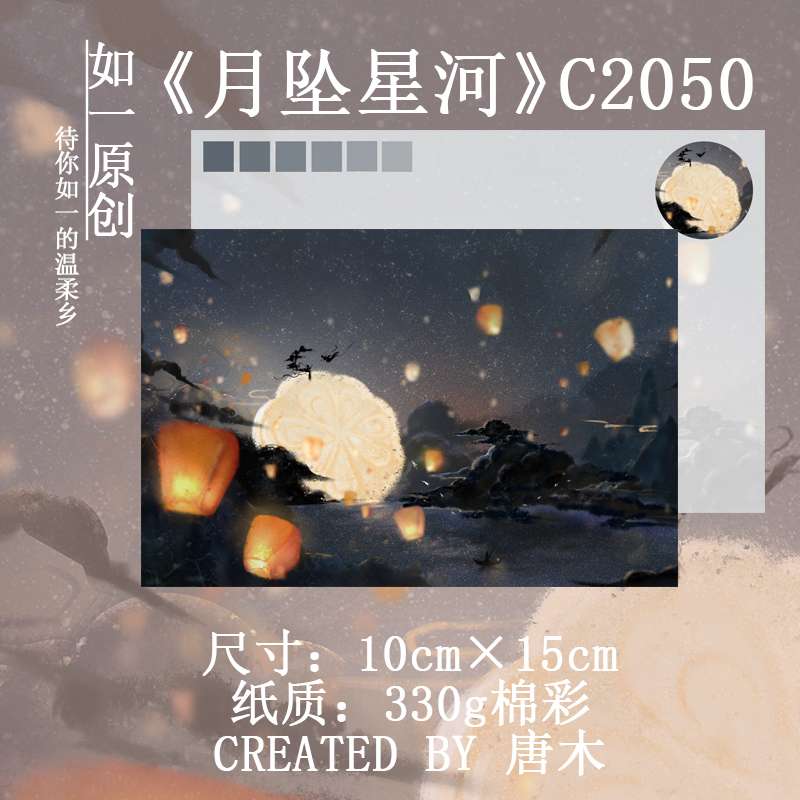 《月坠星河》C2050
如一原创
待你如一的温柔乡
尺寸：10cm×15cm
纸质：330g棉彩
CREATED BY 唐木